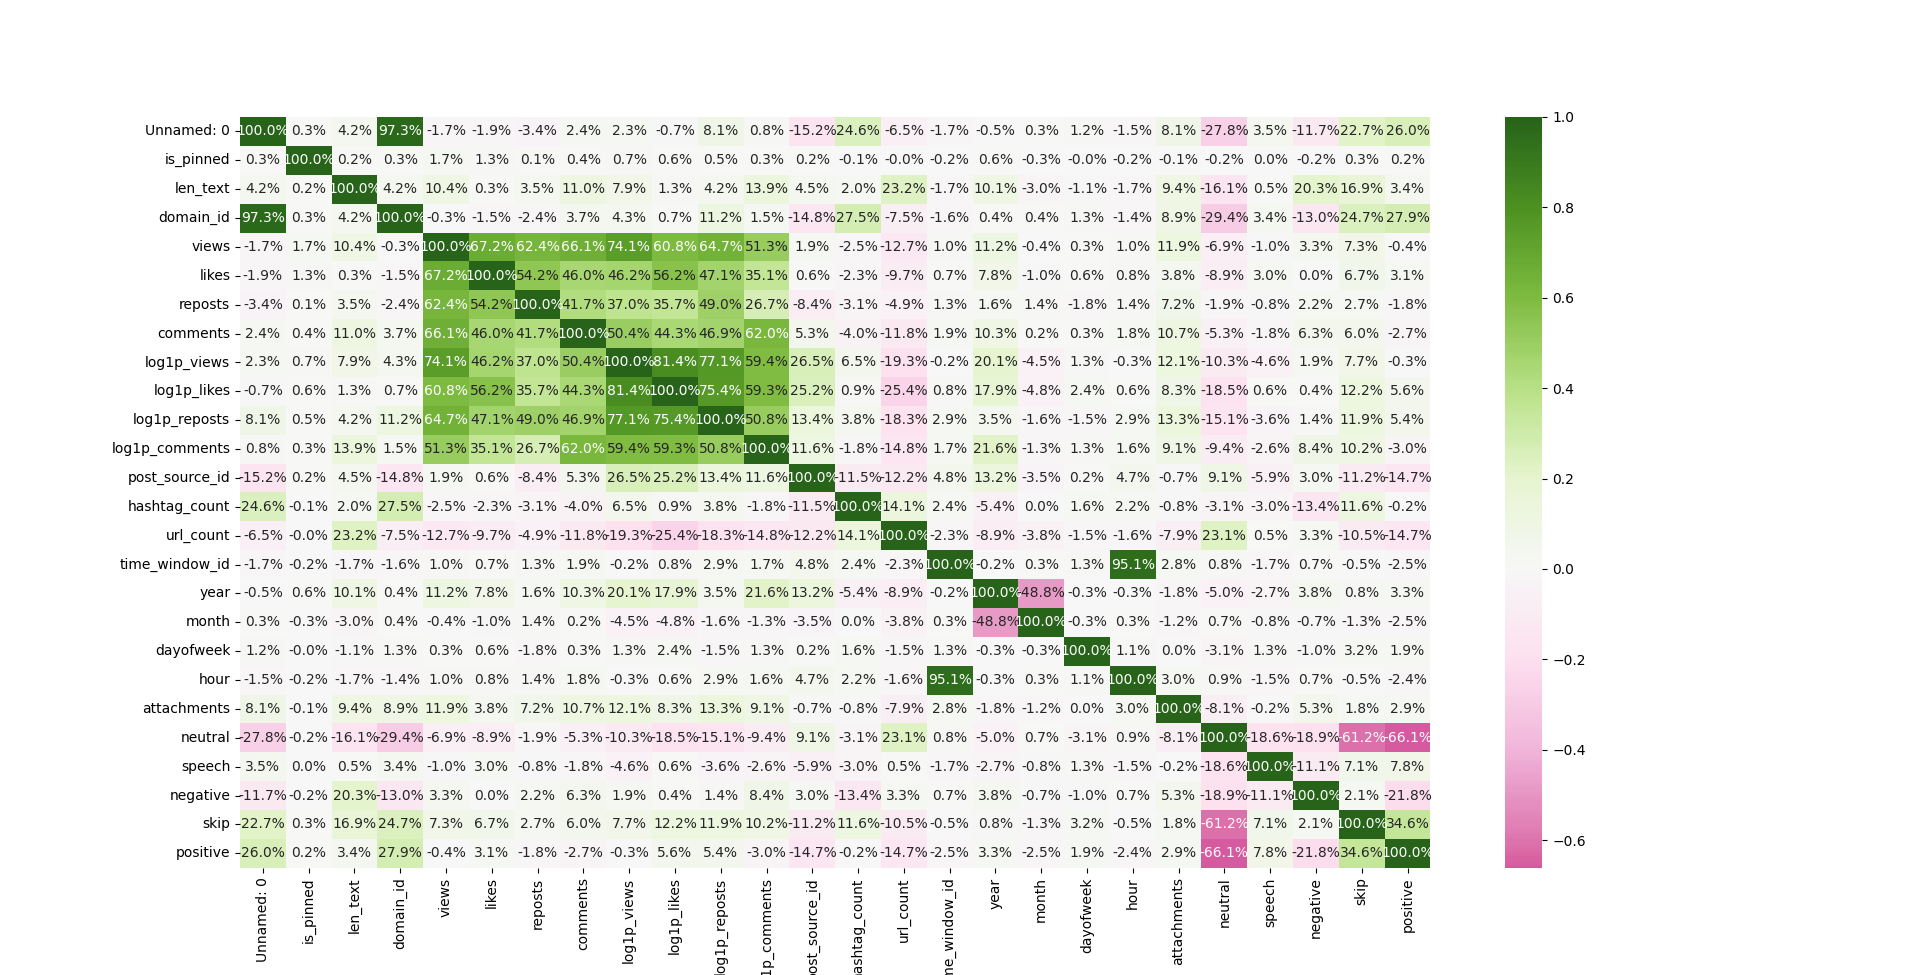 Unnamed: 0 100.0% 0.3% 4.2% 97.3% -1.7% -1.9% -3.4% 2.4% 2.3% -0.7% 8.1% 0.8% -15.2% 24.6% -6.5% -1.7% -0.5% 0.3% 1.2% -1.5% 8.1% -27.8% 3.5% -11.7% 22.7% 26.0%
is_pinned 0.3% 100.0% 0.2% 0.3% 1.7% 1.3% 0.1% 0.4% 0.7% 0.6% 0.5% 0.3% 0.2% -0.1% -0.0% -0.2% 0.6% -0.3% -0.0% -0.2% -0.1% -0.2% 0.0% -0.2% 0.3% 0.2%
len_text 4.2% 0.2% 100.0% 4.2% 10.4% 0.3% 3.5% 11.0% 7.9% 1.3% 4.2% 13.9% 4.5% 2.0% 23.2% -1.7% 10.1% -3.0% -1.1% -1.7% 9.4% -16.1% 0.5% 20.3% 16.9% 3.4%
domain_id 97.3% 0.3% 4.2% 100.0% -0.3% -1.5% -2.4% 3.7% 4.3% 0.7% 11.2% 1.5% -14.8% 27.5% -7.5% -1.6% 0.4% 0.4% 1.3% -1.4% 8.9% -29.4% 3.4% -13.0% 24.7% 27.9%
views -1.7% 1.7% 10.4% -0.3% 100.0% 67.2% 62.4% 66.1% 74.1% 60.8% 64.7% 51.3% 1.9% -2.5% -12.7% 1.0% 11.2% -0.4% 0.3% 1.0% 11.9% -6.9% -1.0% 3.3% 7.3% -0.4%
likes -1.9% 1.3% 0.3% -1.5% 67.2% 100.0% 54.2% 46.0% 46.2% 56.2% 47.1% 35.1% 0.6% -2.3% -9.7% 0.7% 7.8% -1.0% 0.6% 0.8% 3.8% -8.9% 3.0% 0.0% 6.7% 3.1%
reposts -3.4% 0.1% 3.5% -2.4% 62.4% 54.2% 100.0% 41.7% 37.0% 35.7% 49.0% 26.7% -8.4% -3.1% -4.9% 1.3% 1.6% 1.4% -1.8% 1.4% 7.2% -1.9% -0.8% 2.2% 2.7% -1.8%
comments 2.4% 0.4% 11.0% 3.7% 66.1% 46.0% 41.7% 100.0% 50.4% 44.3% 46.9% 62.0% 5.3% -4.0% -11.8% 1.9% 10.3% 0.2% 0.3% 1.8% 10.7% -5.3% -1.8% 6.3% 6.0% -2.7%
log1p_views 2.3% 0.7% 7.9% 4.3% 74.1% 46.2% 37.0% 50.4% 100.0% 81.4% 77.1% 59.4% 26.5% 6.5% -19.3% -0.2% 20.1% -4.5% 1.3% -0.3% 12.1% -10.3% -4.6% 1.9% 7.7% -0.3%
log1p_likes -0.7% 0.6% 1.3% 0.7% 60.8% 56.2% 35.7% 44.3% 81.4% 100.0% 75.4% 59.3% 25.2% 0.9% -25.4% 0.8% 17.9% -4.8% 2.4% 0.6% 8.3% -18.5% 0.6% 0.4% 12.2% 5.6%
log1p_reposts 8.1% 0.5% 4.2% 11.2% 64.7% 47.1% 49.0% 46.9% 77.1% 75.4% 100.0% 50.8% 13.4% 3.8% -18.3% 2.9% 3.5% -1.6% -1.5% 2.9% 13.3% -15.1% -3.6% 1.4% 11.9% 5.4%
log1p_comments 0.8% 0.3% 13.9% 1.5% 51.3% 35.1% 26.7% 62.0% 59.4% 59.3% 50.8% 100.0% 11.6% -1.8% -14.8% 1.7% 21.6% -1.3% 1.3% 1.6% 9.1% -9.4% -2.6% 8.4% 10.2% -3.0%
post_source_id -15.2% 0.2% 4.5% -14.8% 1.9% 0.6% -8.4% 5.3% 26.5% 25.2% 13.4% 11.6% 100.0% -11.5% -12.2% 4.8% 13.2% -3.5% 0.2% 4.7% -0.7% 9.1% -5.9% 3.0% -11.2% -14.7%
hashtag_count 24.6% -0.1% 2.0% 27.5% -2.5% -2.3% -3.1% -4.0% 6.5% 0.9% 3.8% -1.8% -11.5% 100.0% 14.1% 2.4% -5.4% 0.0% 1.6% 2.2% -0.8% -3.1% -3.0% -13.4% 11.6% -0.2%
url_count -6.5% -0.0% 23.2% -7.5% -12.7% -9.7% -4.9% -11.8% -19.3% -25.4% -18.3% -14.8% -12.2% 14.1% 100.0% -2.3% -8.9% -3.8% -1.5% -1.6% -7.9% 23.1% 0.5% 3.3% -10.5% -14.7%
time_window_id -1.7% -0.2% -1.7% -1.6% 1.0% 0.7% 1.3% 1.9% -0.2% 0.8% 2.9% 1.7% 4.8% 2.4% -2.3% 100.0% -0.2% 0.3% 1.3% 95.1% 2.8% 0.8% -1.7% 0.7% -0.5% -2.5%
year -0.5% 0.6% 10.1% 0.4% 11.2% 7.8% 1.6% 10.3% 20.1% 17.9% 3.5% 21.6% 13.2% -5.4% -8.9% -0.2% 100.0% -48.8% -0.3% -0.3% -1.8% -5.0% -2.7% 3.8% 0.8% 3.3%
month 0.3% -0.3% -3.0% 0.4% -0.4% -1.0% 1.4% 0.2% -4.5% -4.8% -1.6% -1.3% -3.5% 0.0% -3.8% 0.3% -48.8% 100.0% -0.3% 0.3% -1.2% 0.7% -0.8% -0.7% -1.3% -2.5%
dayofweek 1.2% -0.0% -1.1% 1.3% 0.3% 0.6% -1.8% 0.3% 1.3% 2.4% -1.5% 1.3% 0.2% 1.6% -1.5% 1.3% -0.3% -0.3% 100.0% 1.1% 0.0% -3.1% 1.3% -1.0% 3.2% 1.9%
hour -1.5% -0.2% -1.7% -1.4% 1.0% 0.8% 1.4% 1.8% -0.3% 0.6% 2.9% 1.6% 4.7% 2.2% -1.6% 95.1% -0.3% 0.3% 1.1% 100.0% 3.0% 0.9% -1.5% 0.7% -0.5% -2.4%
attachments 8.1% -0.1% 9.4% 8.9% 11.9% 3.8% 7.2% 10.7% 12.1% 8.3% 13.3% 9.1% -0.7% -0.8% -7.9% 2.8% -1.8% -1.2% 0.0% 3.0% 100.0% -8.1% -0.2% 5.3% 1.8% 2.9%
neutral -27.8% -0.2% -16.1% -29.4% -6.9% -8.9% -1.9% -5.3% -10.3% -18.5% -15.1% -9.4% 9.1% -3.1% 23.1% 0.8% -5.0% 0.7% -3.1% 0.9% -8.1% 100.0% -18.6% -18.9% -61.2% -66.1%
speech 3.5% 0.0% 0.5% 3.4% -1.0% 3.0% -0.8% -1.8% -4.6% 0.6% -3.6% -2.6% -5.9% -3.0% 0.5% -1.7% -2.7% -0.8% 1.3% -1.5% -0.2% -18.6% 100.0% -11.1% 7.1% 7.8%
negative -11.7% -0.2% 20.3% -13.0% 3.3% 0.0% 2.2% 6.3% 1.9% 0.4% 1.4% 8.4% 3.0% -13.4% 3.3% 0.7% 3.8% -0.7% -1.0% 0.7% 5.3% -18.9% -11.1% 100.0% 2.1% -21.8%
skip 22.7% 0.3% 16.9% 24.7% 7.3% 6.7% 2.7% 6.0% 7.7% 12.2% 11.9% 10.2% -11.2% 11.6% -10.5% -0.5% 0.8% -1.3% 3.2% -0.5% 1.8% -61.2% 7.1% 2.1% 100.0% 34.6%
positive 26.0% 0.2% 3.4% 27.9% -0.4% 3.1% -1.8% -2.7% -0.3% 5.6% 5.4% -3.0% -14.7% -0.2% -14.7% -2.5% 3.3% -2.5% 1.9% -2.4% 2.9% -66.1% 7.8% -21.8% 34.6% 100.0%
Unnamed: 0
is_pinned
len_text
domain_id
views
likes
reposts
comments
log1p_views
log1p_likes
log1p_reposts
1p_comments
ost_source_id
hashtag_count
url_count
me_window_id
year
month
dayofweek
hour
attachments
neutral
speech
negative
skip
positive
1.0
0.8
0.6
0.4
0.2
0.0
−0.2
−0.4
−0.6